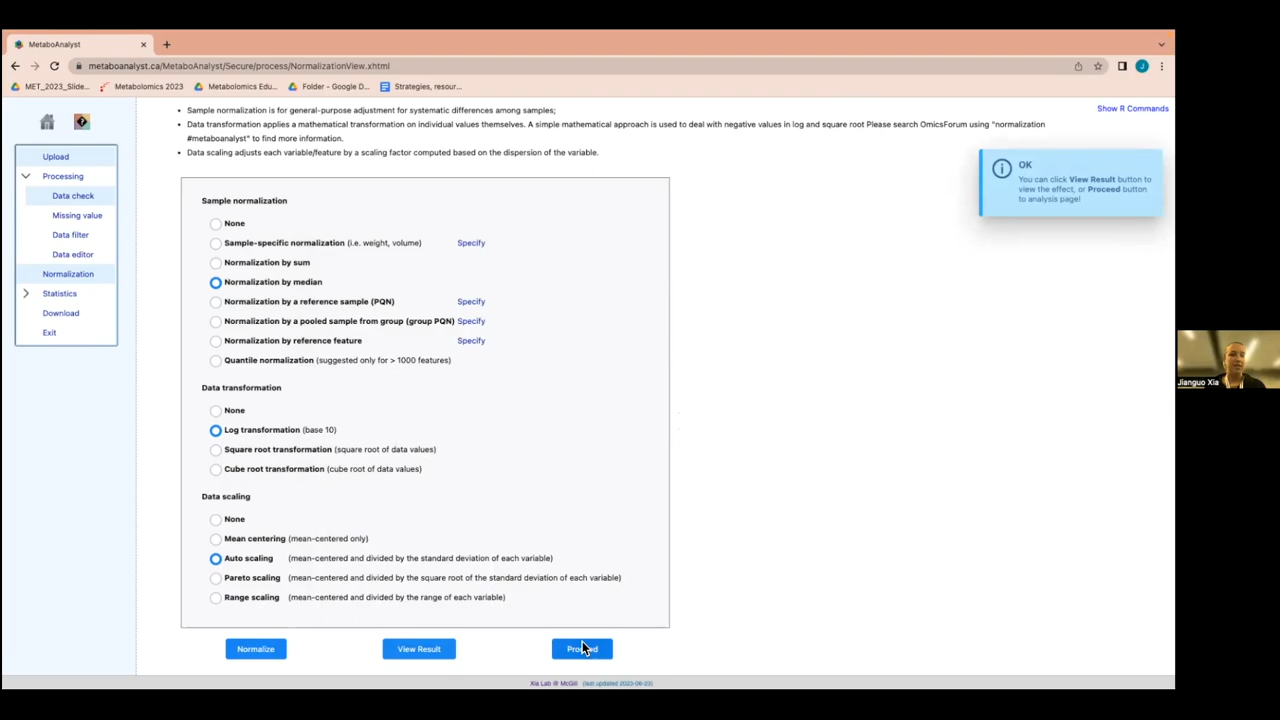 MetaboAnalyst
metaboanalyst.ca/MetaboAnalyst/Secure/process/NormalizationView.xhtml
J
MET_2023_Slide... Metabolomics 2023 Metabolomics Edu... Folder - Google D... Strategies, resour...
Sample normalization is for general-purpose adjustment for systematic differences among samples;
Show R Commands
Data transformation applies a mathematical transformation on individual values themselves. A simple mathematical approach is used to deal with negative values in log and square root Please search OmicsForum using "normalization
#metaboanalyst" to find more information.
Data scaling adjusts each variable/feature by a scaling factor computed based on the dispersion of the variable.
Upload
Processing
Data check
Missing value
Data filter
Data editor
Normalization
Statistics
Download
Exit
OK
You can click View Result button to
view the effect, or Proceed button
to analysis page!
Sample normalization
None
Sample-specific normalization (i.e. weight, volume) Specify
Normalization by sum
Normalization by median
Normalization by a reference sample (PQN) Specify
Normalization by a pooled sample from group (group PQN) Specify
Normalization by reference feature Specify
Quantile normalization (suggested only for > 1000 features)
Data transformation
None
Log transformation (base 10)
Square root transformation (square root of data values)
Cube root transformation (cube root of data values)
Data scaling
None
Mean centering (mean-centered only)
Auto scaling (mean-centered and divided by the standard deviation of each variable)
Pareto scaling (mean-centered and divided by the square root of the standard deviation of each variable)
Range scaling (mean-centered and divided by the range of each variable)
Normalize View Result Proceed
Xia Lab @ McGill (last updated 2023-06-23)
Jianguo Xia